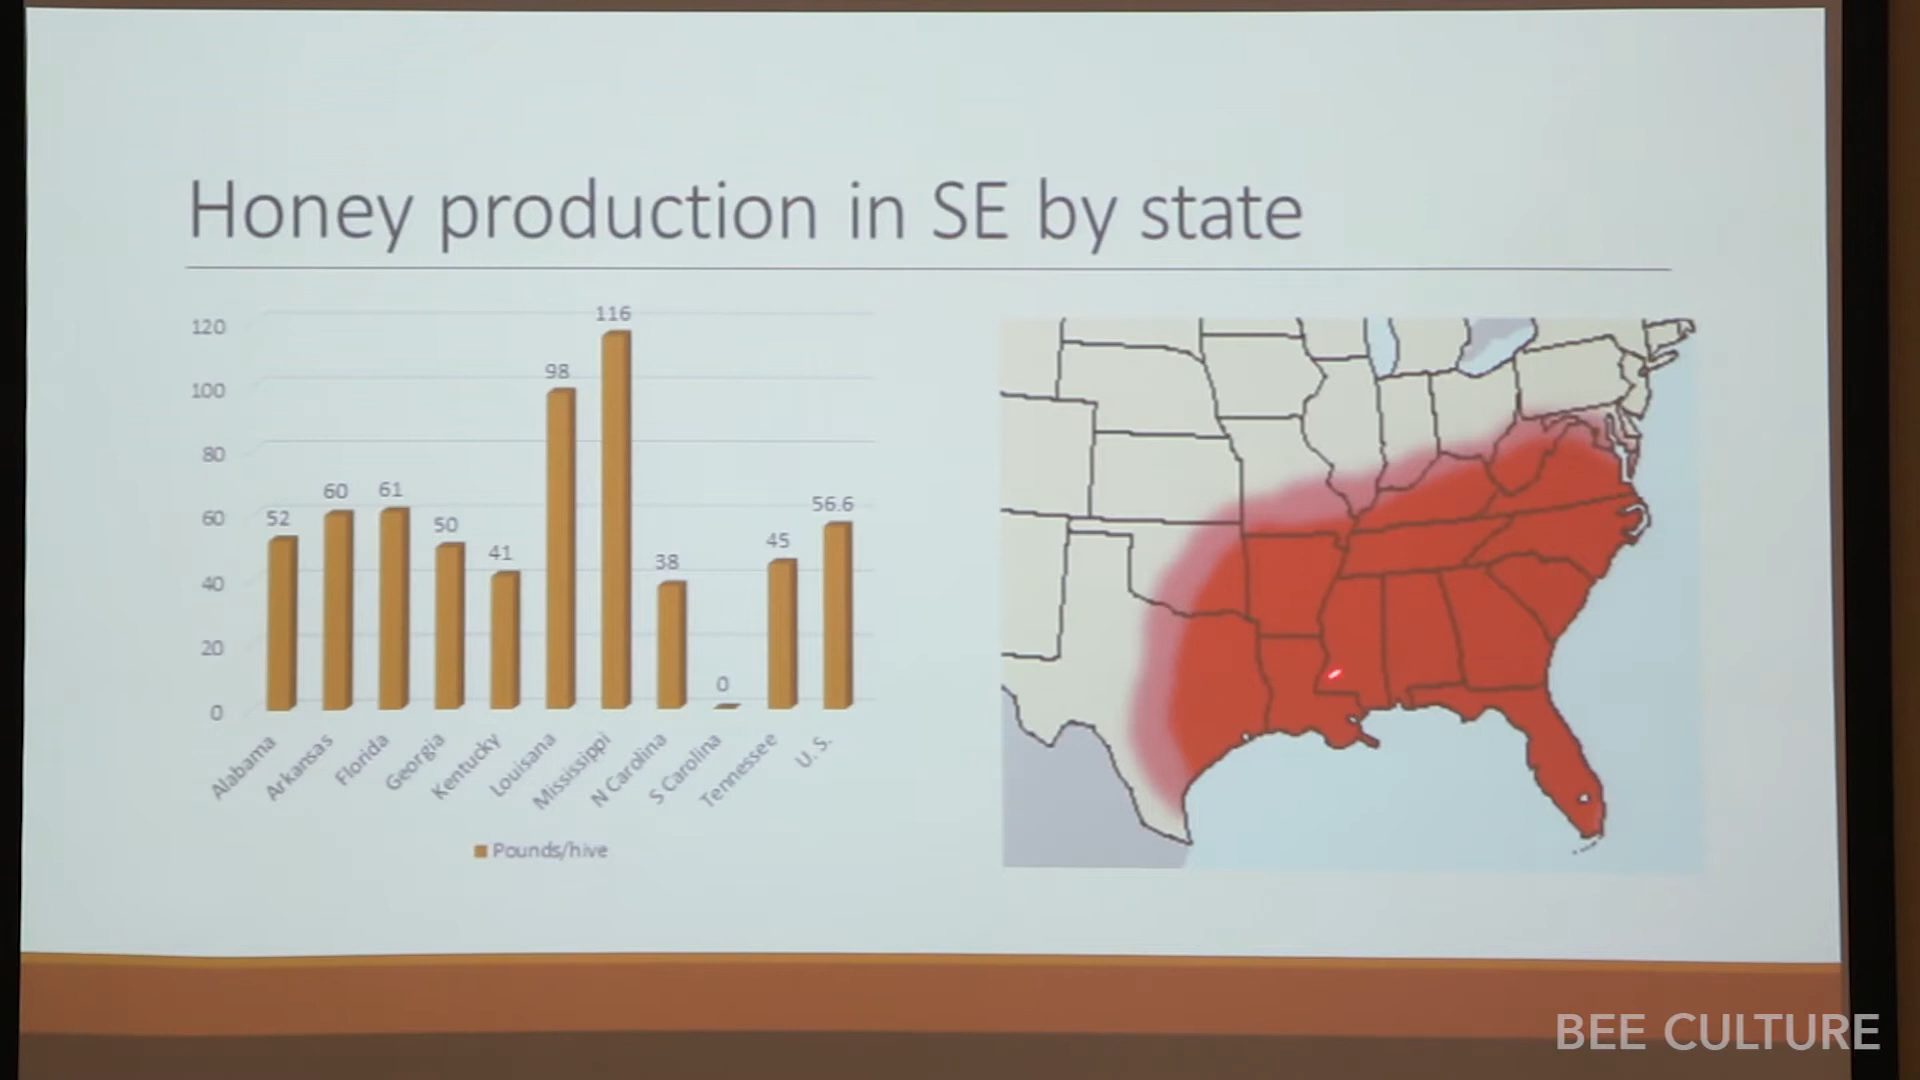 Honey production in SE by state
120
100
80
60
40
20
0
52
60
61
50
41
98
116
38
0
45
56.6
Alabama
Arkansas
Florida
Georgia
Kentucky
Louisana
Mississippi
N Carolina
S Carolina
Tennessee
U. S.
Pounds/hive
BEE CULTURE